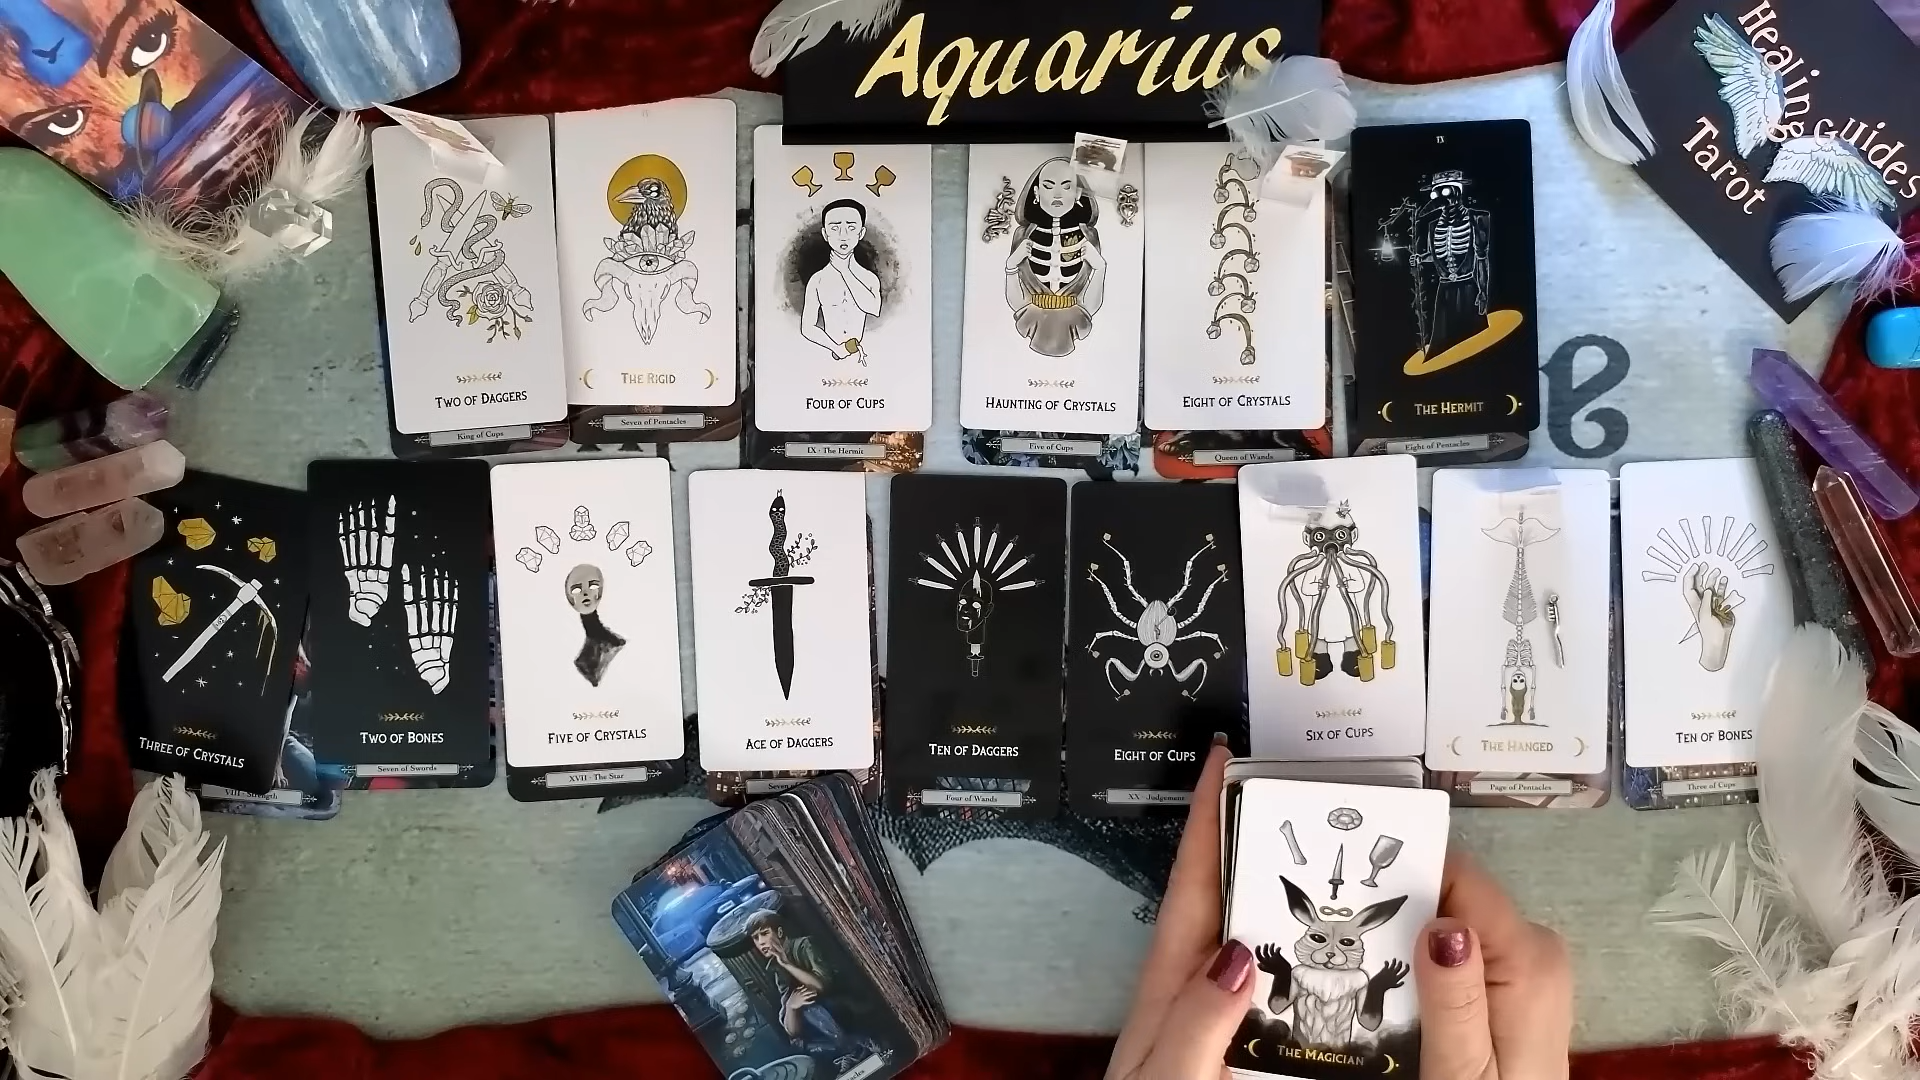 Aquarius
Healing Guides
Tarot
TWO OF DAGGERS
King of Cups
THE RIGID
Seven of Pentacles
FOUR OF CUPS
IX · The Hermit
HAUNTING OF CRYSTALS
Five of Cups
EIGHT OF CRYSTALS
Queen of Wands
IX
THE HERMIT
Eight of Pentacles
THREE OF CRYSTALS
VIII · Strength
TWO OF BONES
Seven of Swords
FIVE OF CRYSTALS
XVII · The Star
ACE OF DAGGERS
Seven
TEN OF DAGGERS
Four of Wands
EIGHT OF CUPS
XX · Judgement
SIX OF CUPS
THE HANGED
Page of Pentacles
TEN OF BONES
Three of Cups
THE MAGICIAN